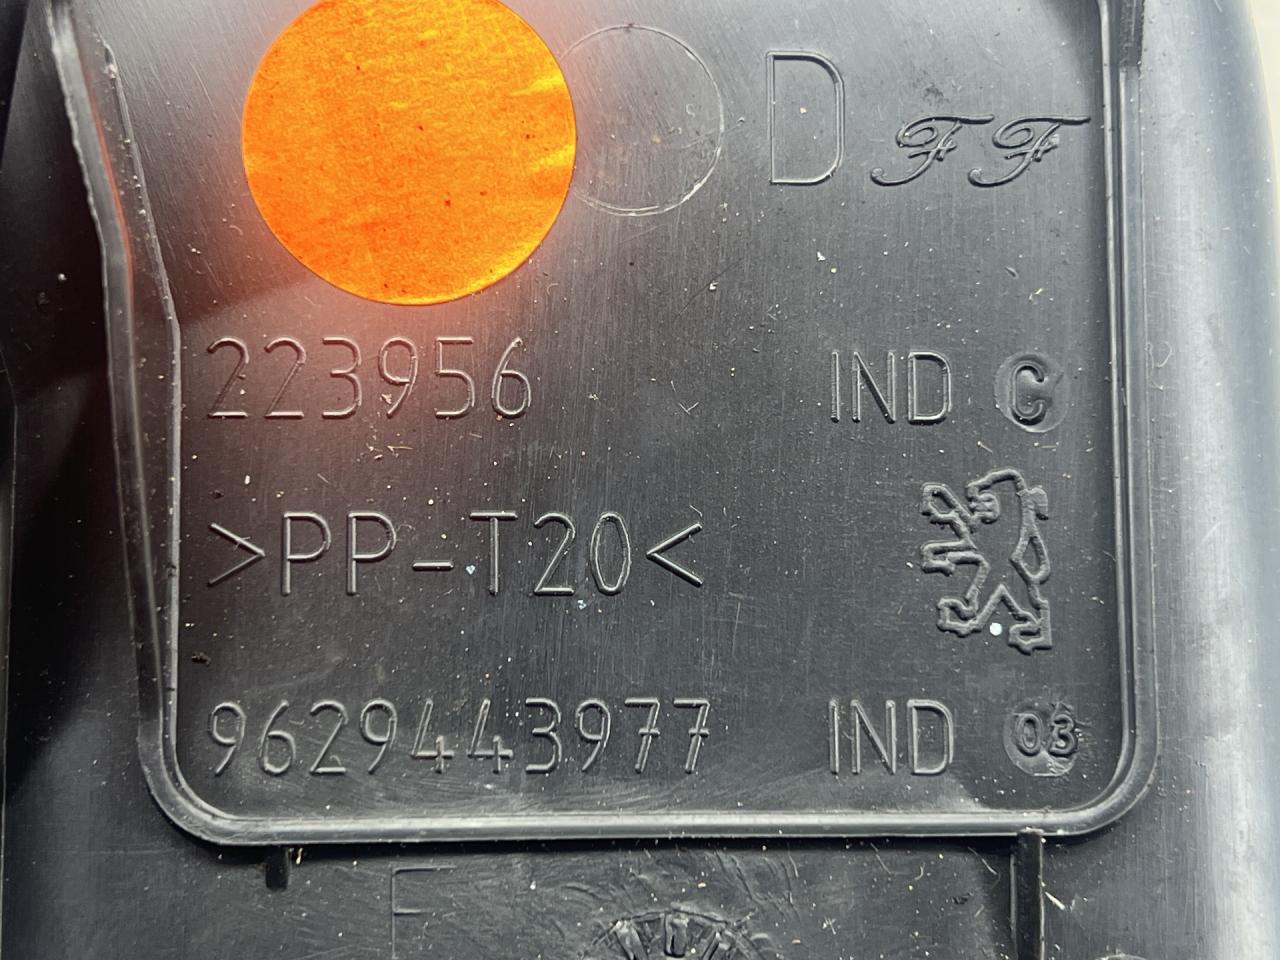 D FF
223956 IND C
>PP-T20<
9629443977 IND 03
F